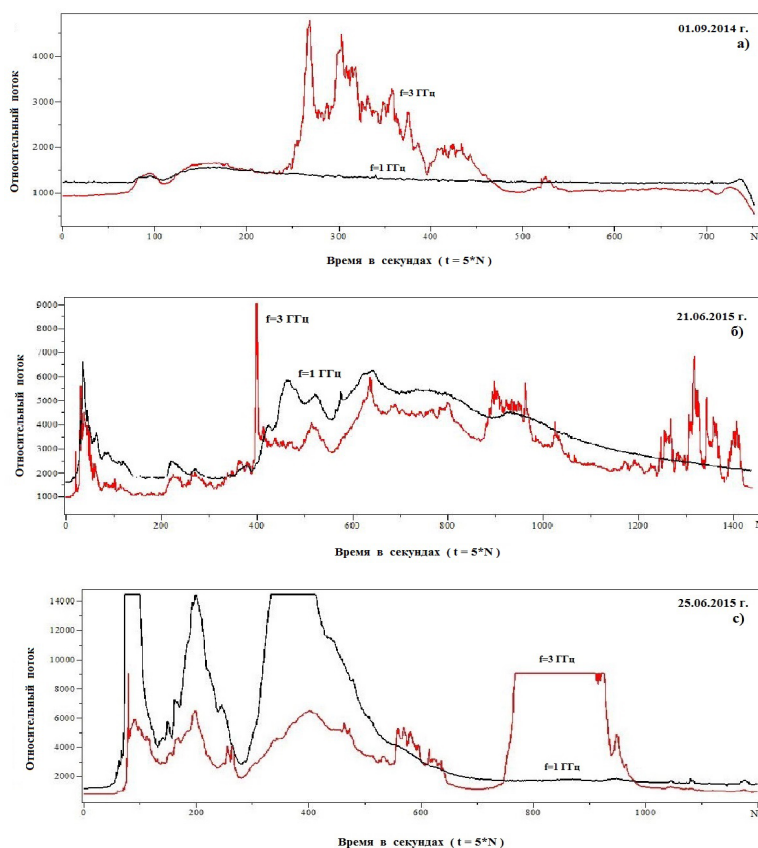 01.09.2014 г.
а)
Относительный поток
4000
3000
2000
1000
f=3 ГГц
f=1 ГГц
0 100 200 300 400 500 600 700 N
Время в секундах ( t = 5*N )
9000
8000
7000
6000
5000
4000
3000
2000
1000
Относительный поток
f=3 ГГц
f=1 ГГц
21.06.2015 г.
б)
0 200 400 600 800 1000 1200 1400 N
Время в секундах ( t = 5*N )
25.06.2015 г.
с)
14000
12000
10000
8000
6000
4000
2000
Относительный поток
f=3 ГГц
f=1 ГГц
0 200 400 600 800 1000 N
Время в секундах ( t = 5*N )